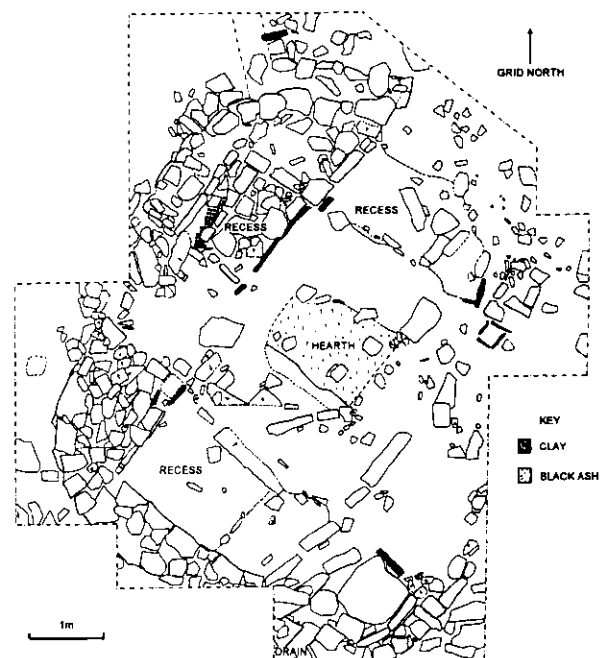 GRID NORTH
RECESS
RECESS
HEARTH
KEY
CLAY
BLACK ASH
RECESS
1m
DRAIN